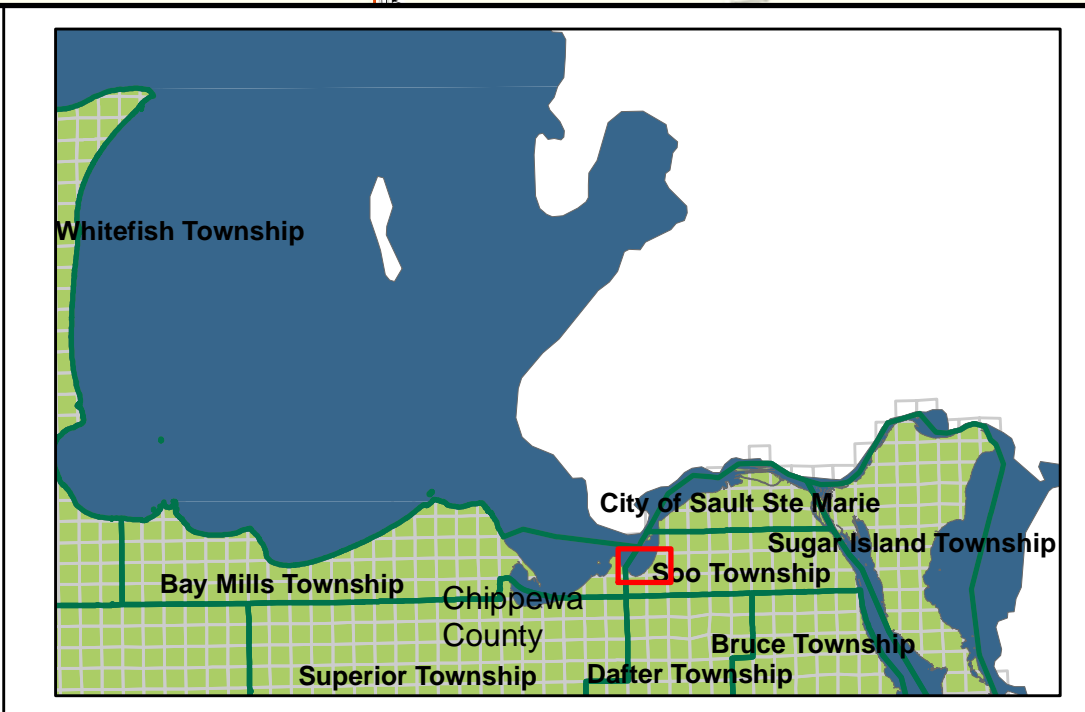 Whitefish Township
City of Sault Ste Marie
Sugar Island Township
Soo Township
Bay Mills Township
Chippewa
County
Bruce Township
Superior Township
Dafter Township